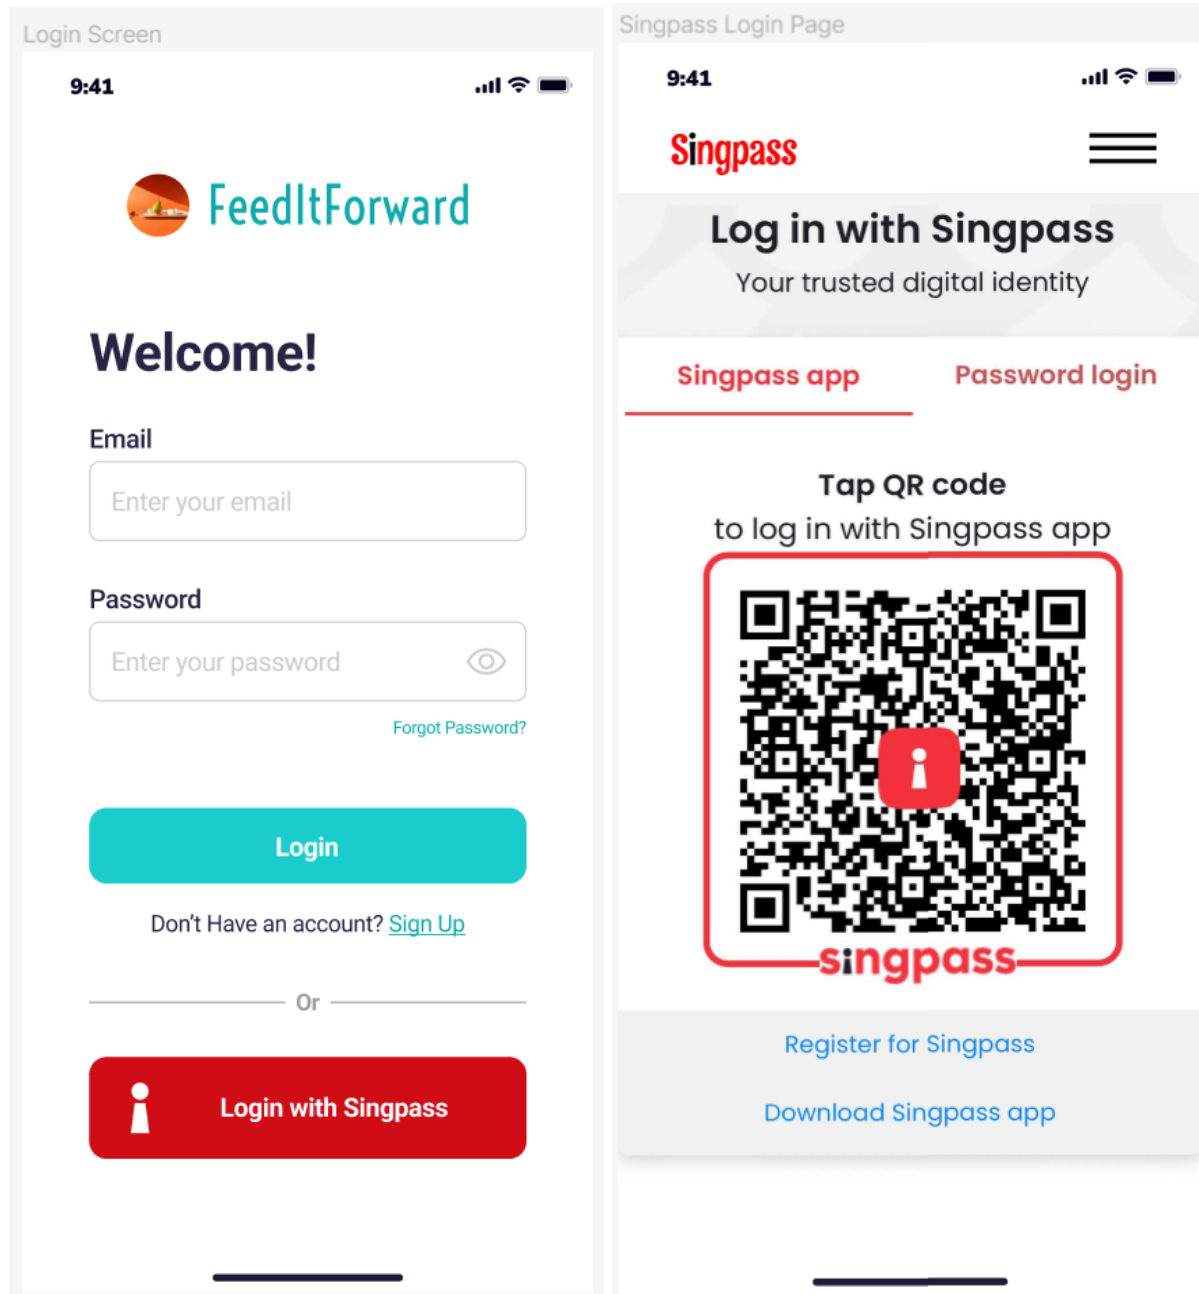 Login Screen
9:41
FeedItForward
Welcome!
Email
Enter your email
Password
Enter your password
Forgot Password?
Login
Don't Have an account? Sign Up
Or
Login with Singpass
Singpass Login Page
9:41
Singpass
Log in with Singpass
Your trusted digital identity
Singpass app
Password login
Tap QR code
to log in with Singpass app
singpass
Register for Singpass
Download Singpass app